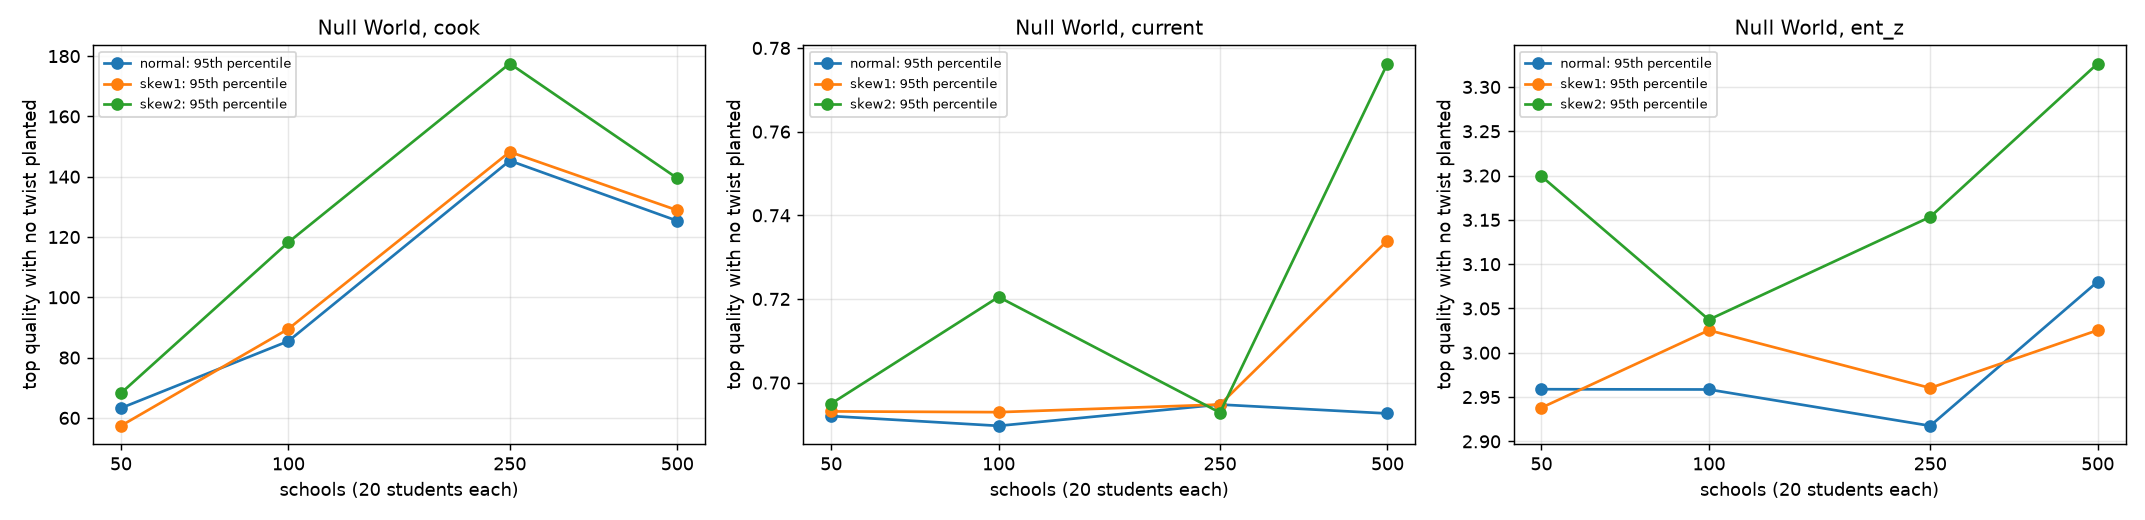 Null World, cook
top quality with no twist planted
180
160
140
120
100
80
60
normal: 95th percentile
skew1: 95th percentile
skew2: 95th percentile
50
100
250
500
schools (20 students each)
Null World, current
top quality with no twist planted
0.78
0.76
0.74
0.72
0.70
normal: 95th percentile
skew1: 95th percentile
skew2: 95th percentile
50
100
250
500
schools (20 students each)
Null World, ent_z
top quality with no twist planted
3.30
3.25
3.20
3.15
3.10
3.05
3.00
2.95
2.90
normal: 95th percentile
skew1: 95th percentile
skew2: 95th percentile
50
100
250
500
schools (20 students each)